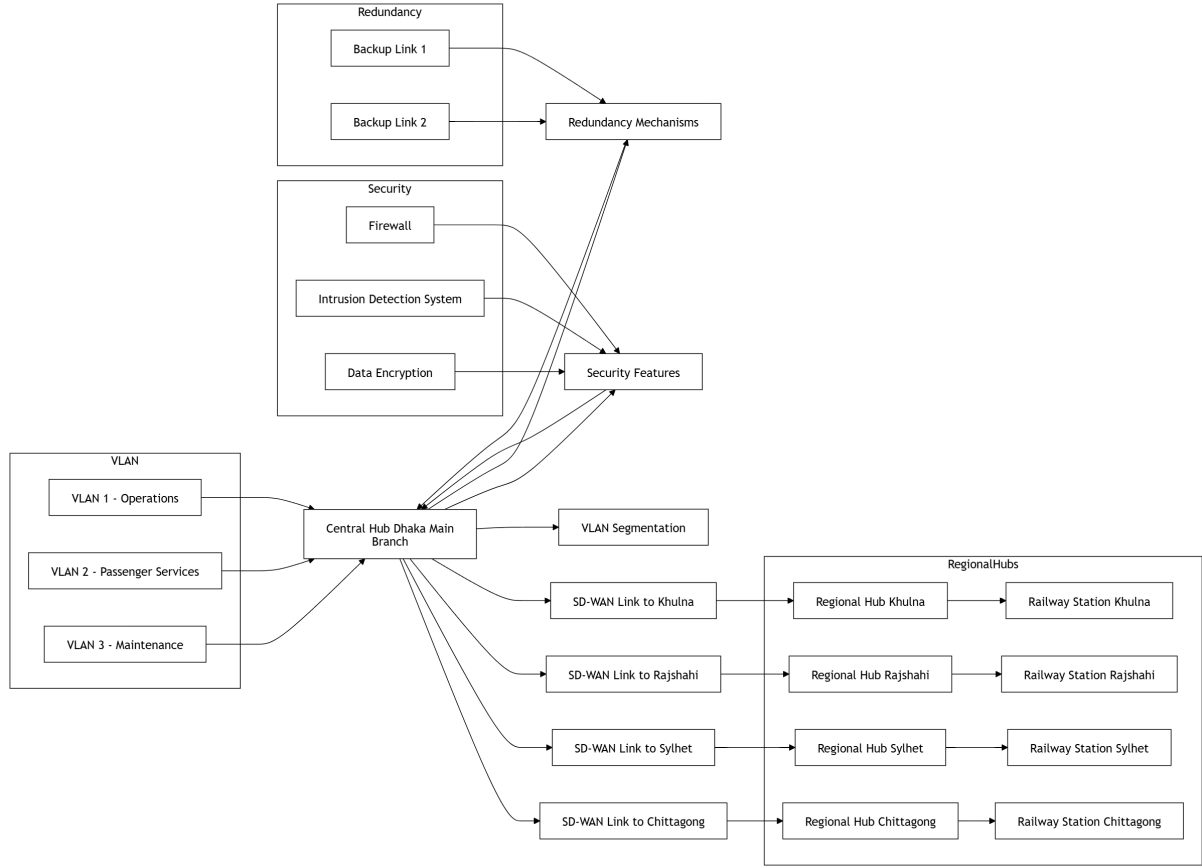 Redundancy
Backup Link 1
Backup Link 2
Redundancy Mechanisms
Security
Firewall
Intrusion Detection System
Data Encryption
Security Features
VLAN
VLAN 1 - Operations
VLAN 2 - Passenger Services
VLAN 3 - Maintenance
Central Hub Dhaka Main
Branch
VLAN Segmentation
SD-WAN Link to Khulna
SD-WAN Link to Rajshahi
SD-WAN Link to Sylhet
SD-WAN Link to Chittagong
RegionalHubs
Regional Hub Khulna
Railway Station Khulna
Regional Hub Rajshahi
Railway Station Rajshahi
Regional Hub Sylhet
Railway Station Sylhet
Regional Hub Chittagong
Railway Station Chittagong